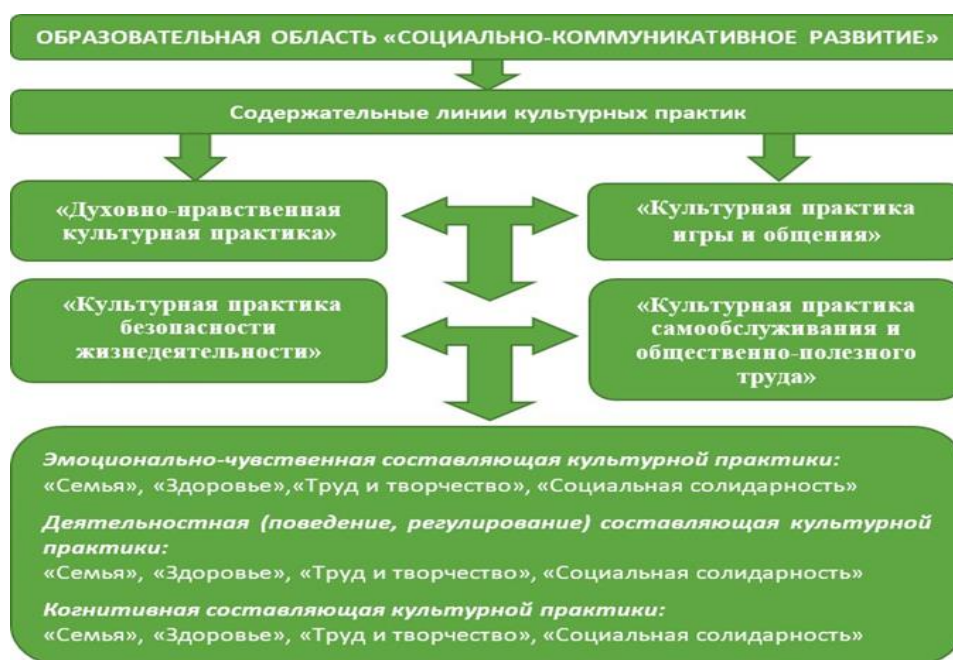 ОБРАЗОВАТЕЛЬНАЯ ОБЛАСТЬ «СОЦИАЛЬНО-КОММУНИКАТИВНОЕ РАЗВИТИЕ»
Содержательные линии культурных практик
«Духовно-нравственная
культурная практика»
«Культурная практика
игры и общения»
«Культурная практика
безопасности
жизнедеятельности»
«Культурная практика
самообслуживания и
общественно-полезного
труда»
Эмоционально-чувственная составляющая культурной практики:
«Семья», «Здоровье»,«Труд и творчество», «Социальная солидарность»
Деятельностная (поведение, регулирование) составляющая культурной
практики:
«Семья», «Здоровье», «Труд и творчество», «Социальная солидарность»
Когнитивная составляющая культурной практики:
«Семья», «Здоровье», «Труд и творчество», «Социальная солидарность»